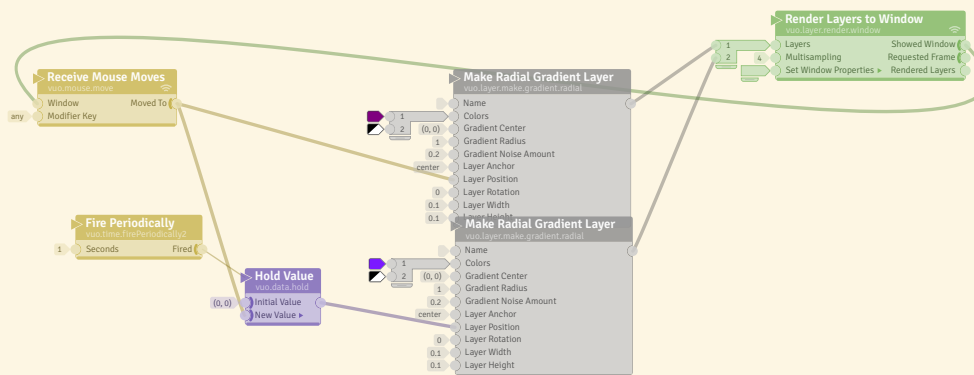 Render Layers to Window
vuo.layer.render.window
1 Layers Showed Window
2 4 Multisampling Requested Frame
Set Window Properties ▸ Rendered Layers
Receive Mouse Moves
vuo.mouse.move
Window Moved To
any Modifier Key
Make Radial Gradient Layer
vuo.layer.make.gradient.radial
Name
1 Colors
2 (0, 0) Gradient Center
1 Gradient Radius
0.2 Gradient Noise Amount
center Layer Anchor
Layer Position
0 Layer Rotation
0.1 Layer Width
0.1 Layer Height
Fire Periodically
vuo.time.firePeriodically2
1 Seconds Fired
Hold Value
vuo.data.hold
(0, 0) Initial Value
New Value ▸
Make Radial Gradient Layer
vuo.layer.make.gradient.radial
Name
1 Colors
2 (0, 0) Gradient Center
1 Gradient Radius
0.2 Gradient Noise Amount
center Layer Anchor
Layer Position
0 Layer Rotation
0.1 Layer Width
0.1 Layer Height